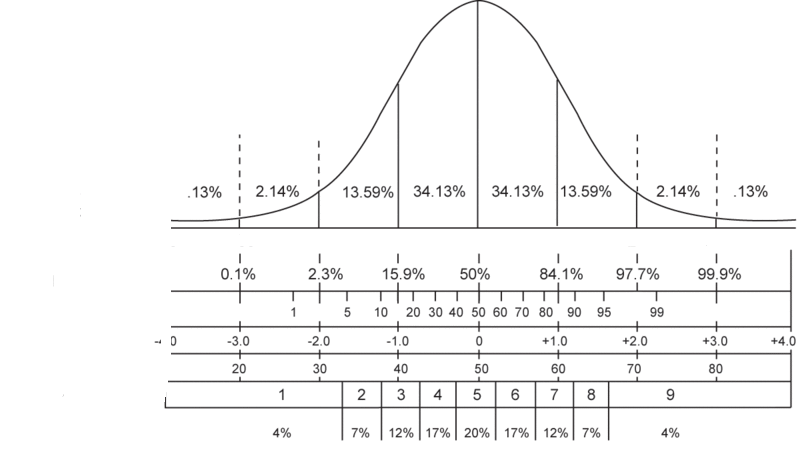 .13% 2.14% 13.59% 34.13% 34.13% 13.59% 2.14% .13%
0.1% 2.3% 15.9% 50% 84.1% 97.7% 99.9%
1 5 10 20 30 40 50 60 70 80 90 95 99
0 -3.0 -2.0 -1.0 0 +1.0 +2.0 +3.0 +4.0
20 30 40 50 60 70 80
1 2 3 4 5 6 7 8 9
4% 7% 12% 17% 20% 17% 12% 7% 4%